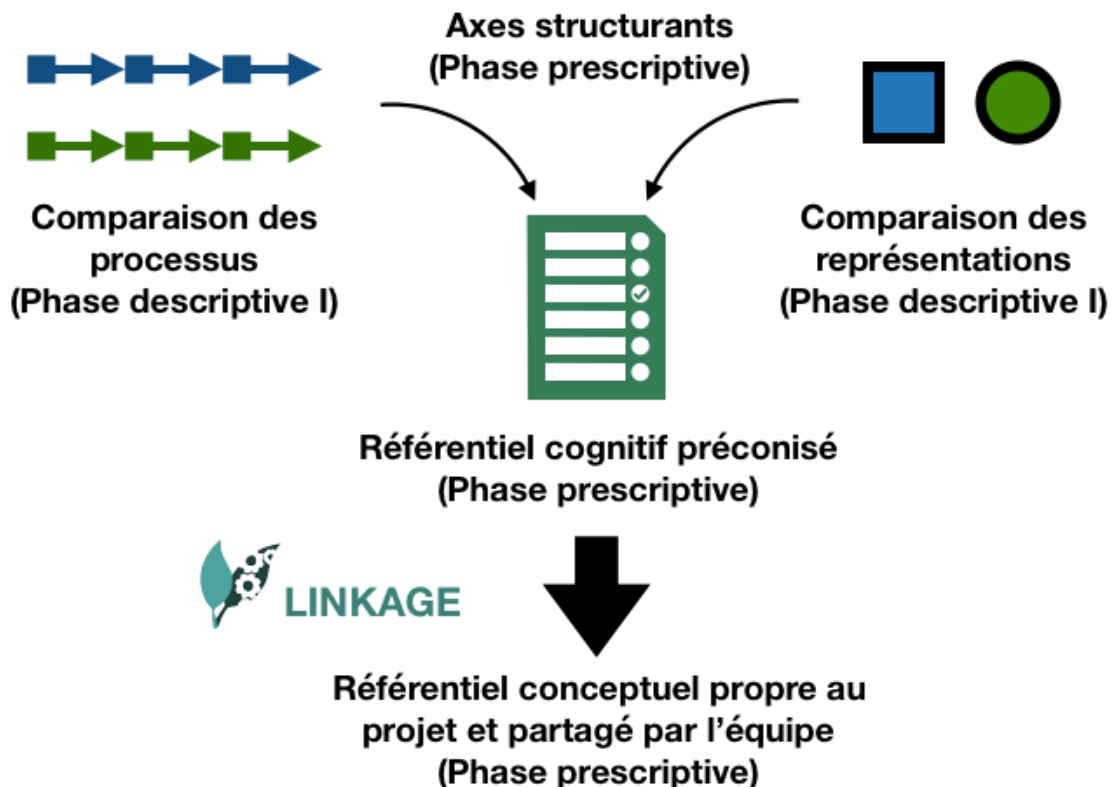 Axes structurants
(Phase prescriptive)
Comparaison des
processus
(Phase descriptive I)
Comparaison des
représentations
(Phase descriptive I)
Référentiel cognitif préconisé
(Phase prescriptive)
LINKAGE
Référentiel conceptuel propre au
projet et partagé par l'équipe
(Phase prescriptive)